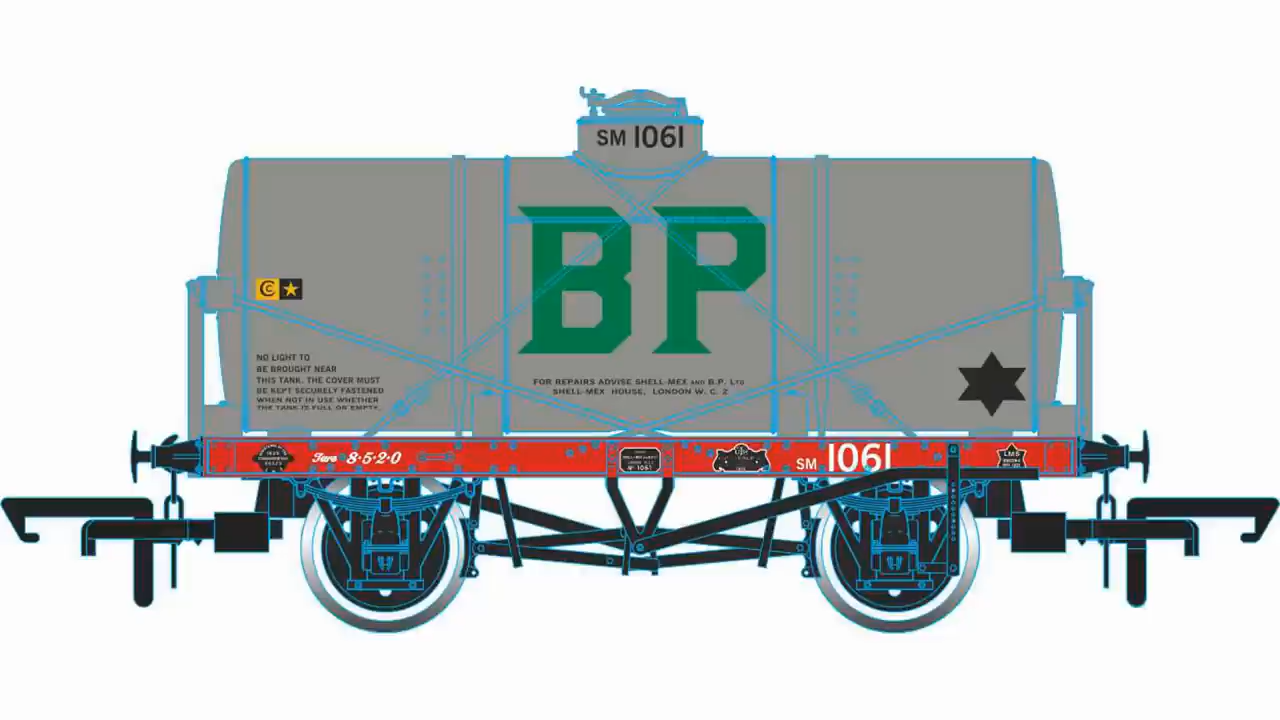 SM 1061
BP
C
NO LIGHT TO
BE BROUGHT NEAR
THIS TANK. THE COVER MUST
BE KEPT SECURELY FASTENED
WHEN NOT IN USE WHETHER
THE TANK IS FULL OR EMPTY.
FOR REPAIRS ADVISE SHELL-MEX AND B.P. LTD
SHELL-MEX HOUSE, LONDON W. C. 2
Tare 8-5-2-0
Nº 1061
SM 1061
LMS